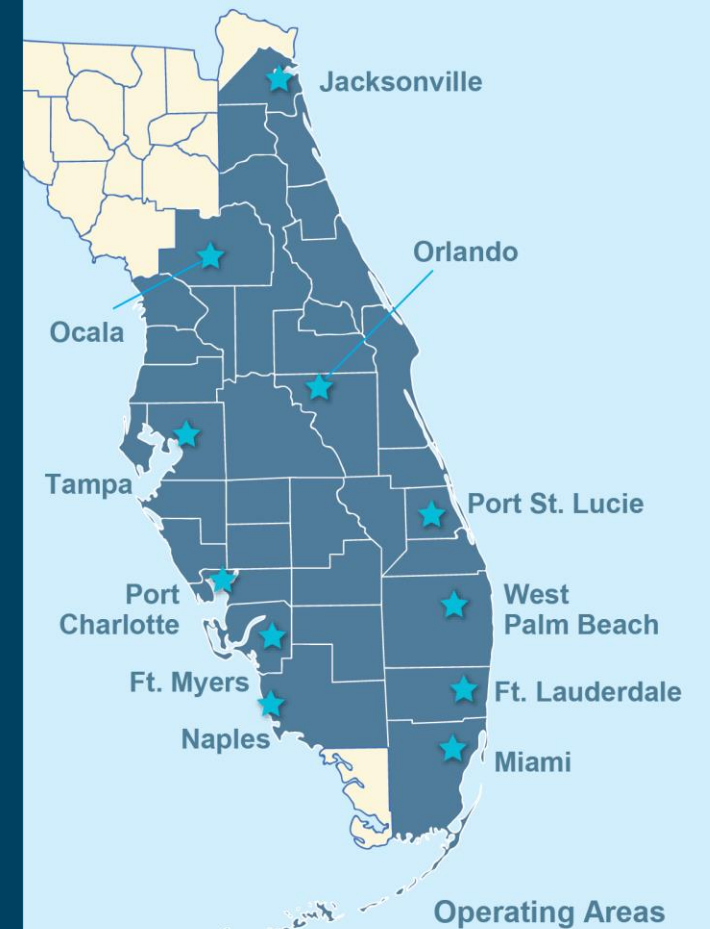 Jacksonville
Orlando
Ocala
Tampa
Port St. Lucie
Port
Charlotte
West
Palm Beach
Ft. Myers
Ft. Lauderdale
Naples
Miami
Operating Areas